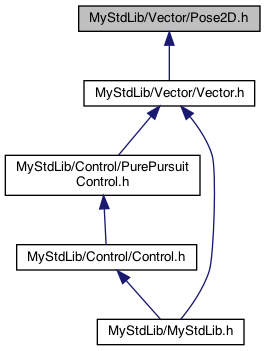 MyStdLib/Vector/Pose2D.h
MyStdLib/Vector/Vector.h
MyStdLib/Control/PurePursuit
Control.h
MyStdLib/Control/Control.h
MyStdLib/MyStdLib.h